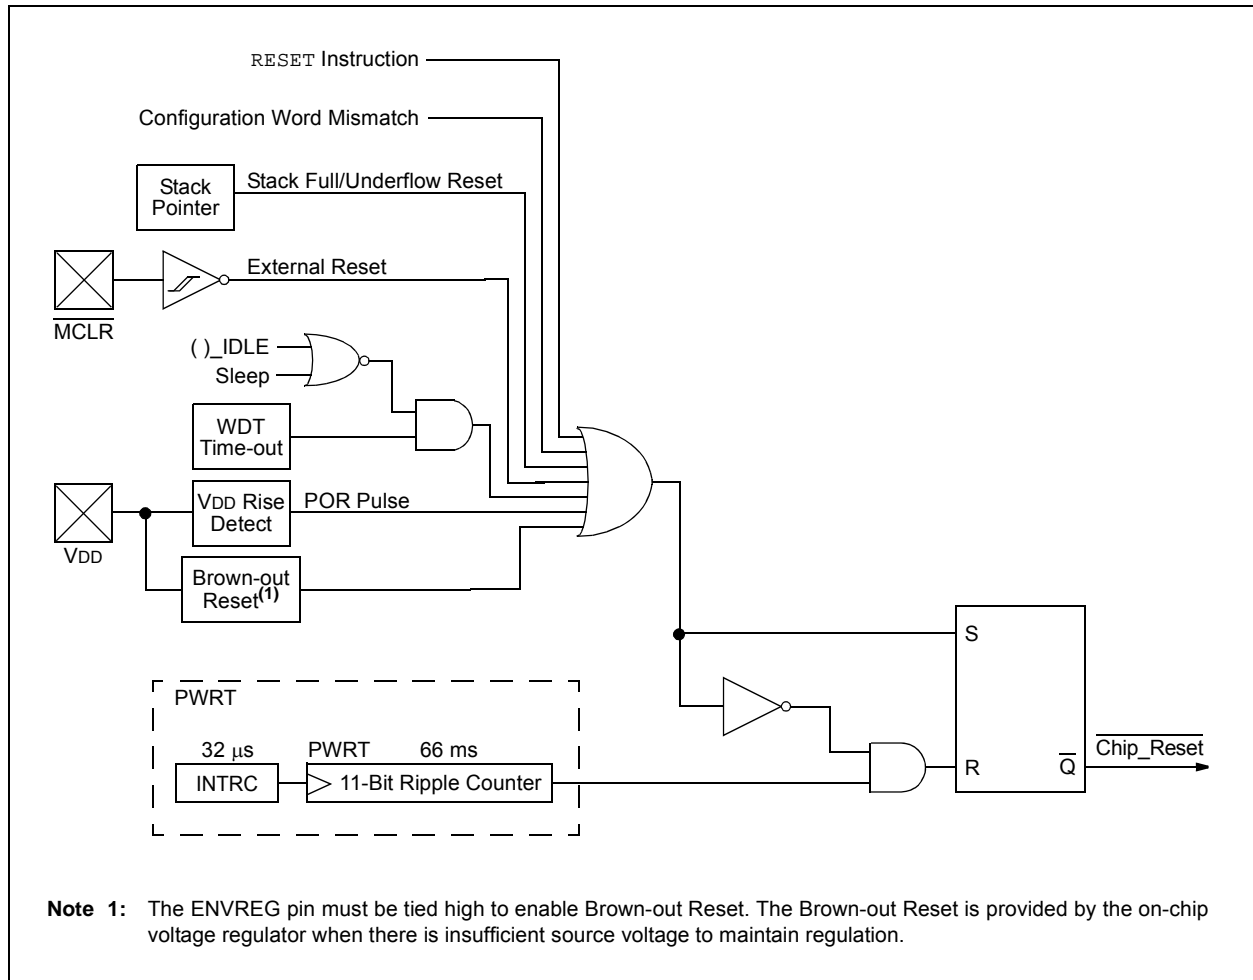 RESET Instruction
Configuration Word Mismatch
Stack
Pointer
Stack Full/Underflow Reset
External Reset
MCLR
( )_IDLE
Sleep
WDT
Time-out
VDD Rise
Detect
POR Pulse
VDD
Brown-out
Reset(1)
S
PWRT
32 µs
PWRT
66 ms
INTRC
11-Bit Ripple Counter
R
Q
Chip_Reset
Note 1: The ENVREG pin must be tied high to enable Brown-out Reset. The Brown-out Reset is provided by the on-chip
voltage regulator when there is insufficient source voltage to maintain regulation.